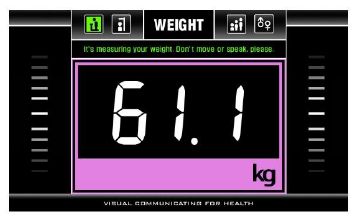 WEIGHT
It's measuring your weight. Don't move or speak, please.
61.1
kg
VISUAL COMMUNICATING FOR HEALTH